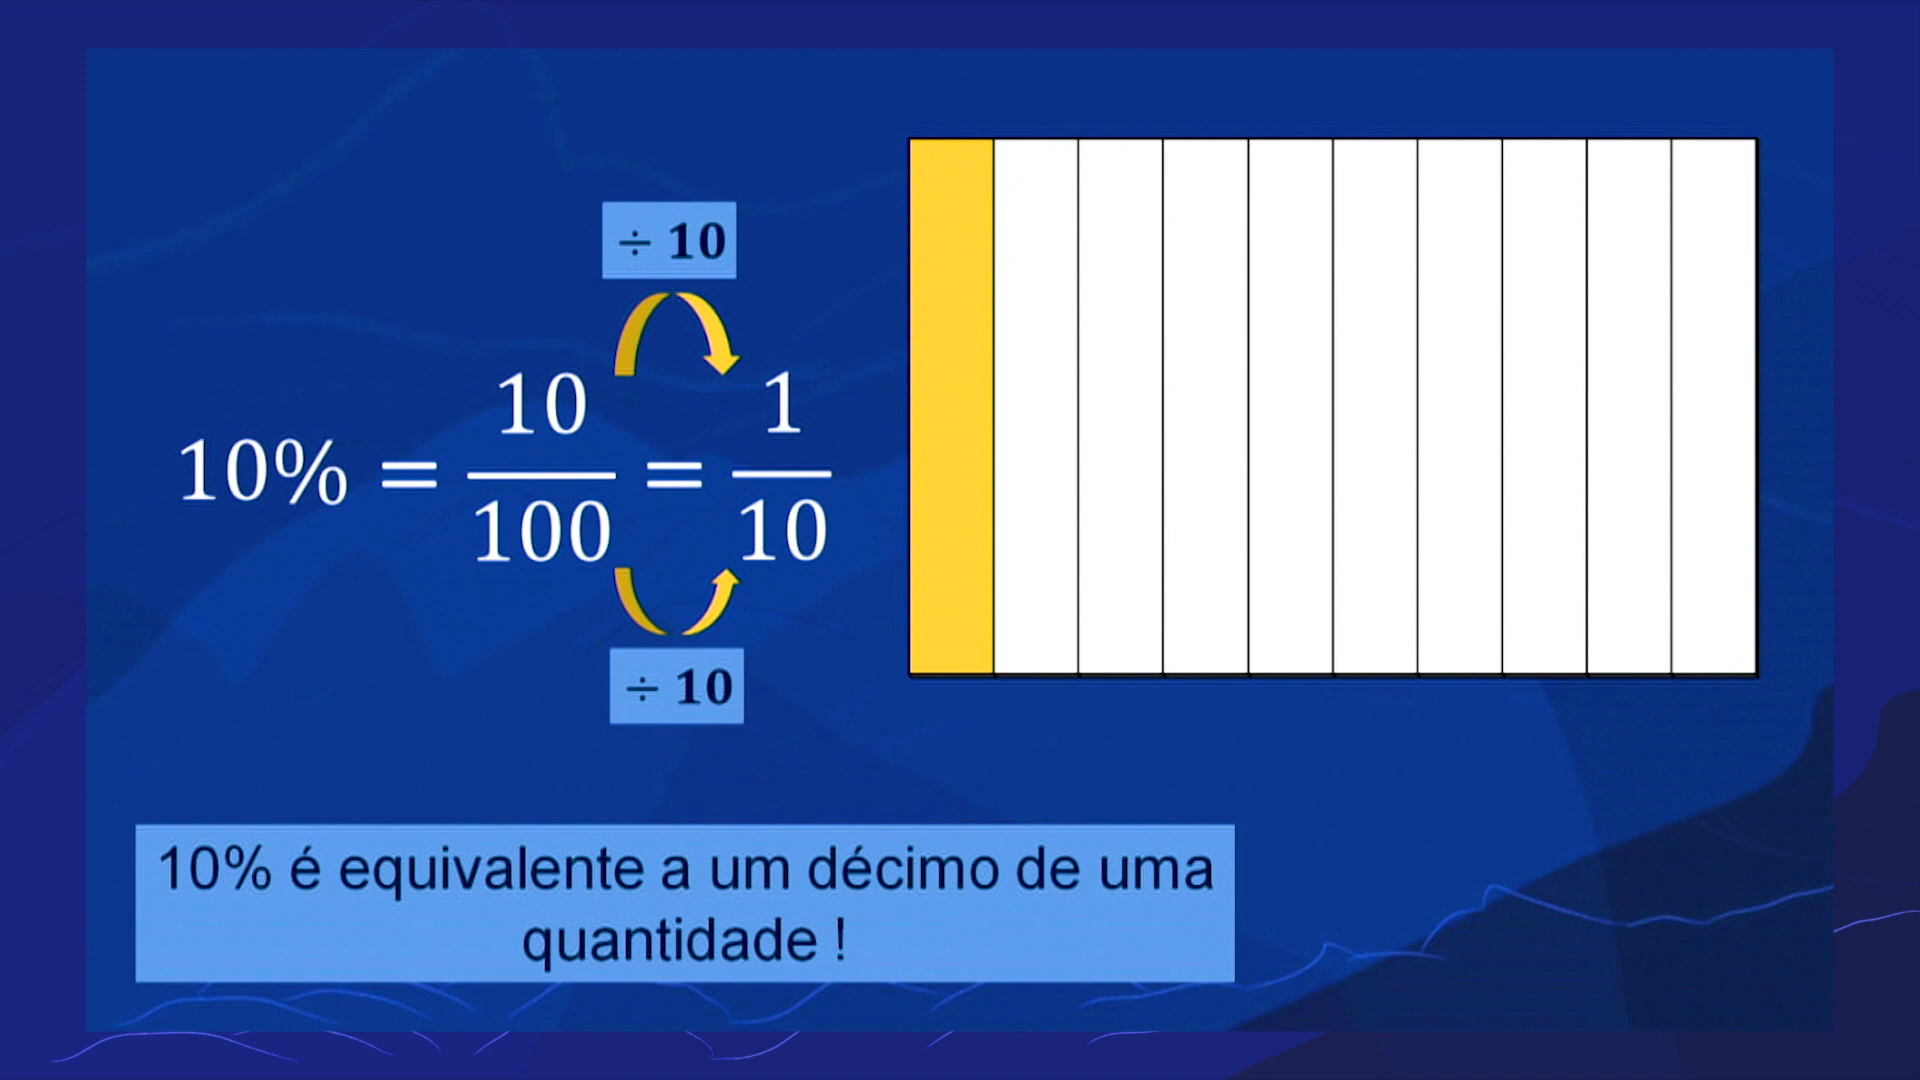 ÷ 10
10% = 10/100 = 1/10
÷ 10
10% é equivalente a um décimo de uma
quantidade !